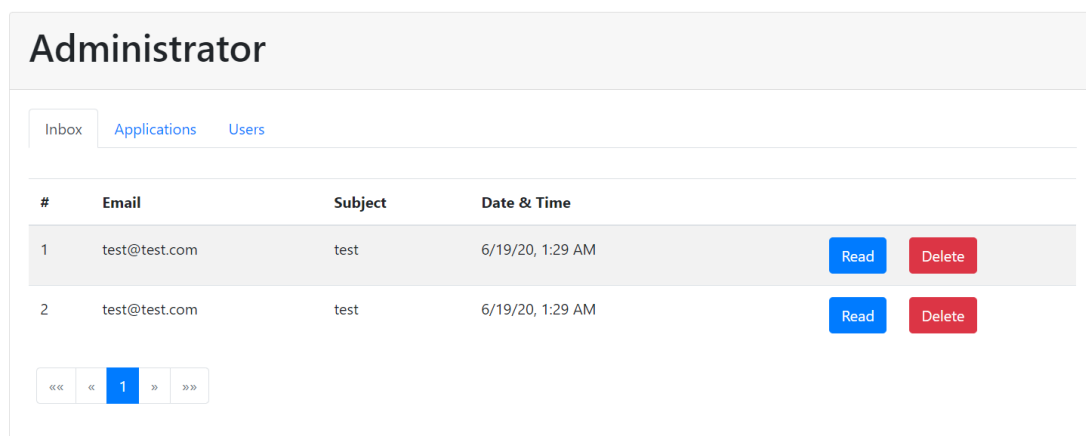 Administrator
Inbox Applications Users
# Email Subject Date & Time
1 test@test.com test 6/19/20, 1:29 AM Read Delete
2 test@test.com test 6/19/20, 1:29 AM Read Delete
«« « 1 » »»